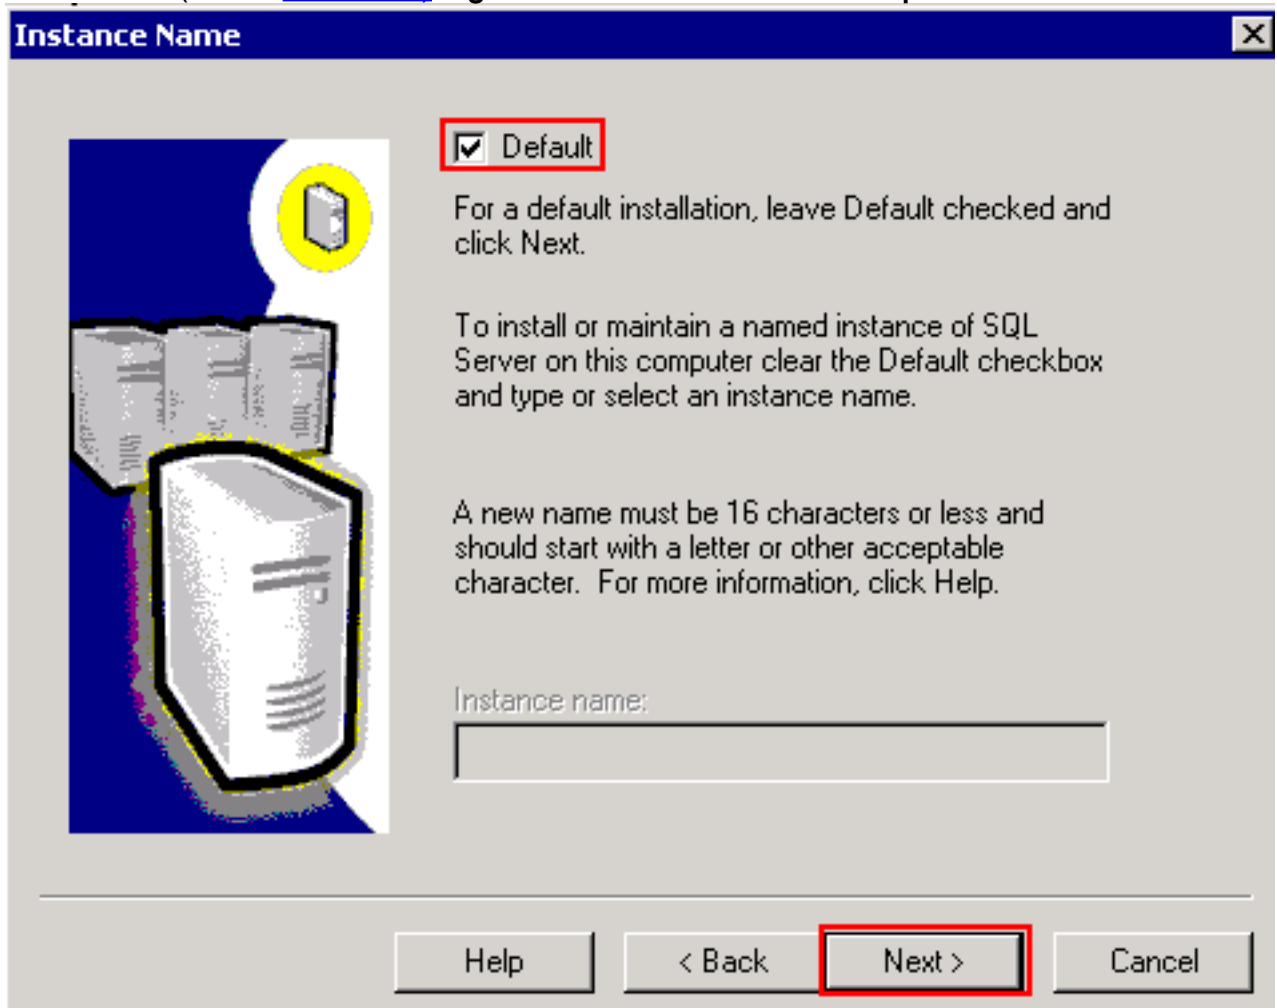 Instance Name
Default
For a default installation, leave Default checked and
click Next.
To install or maintain a named instance of SQL
Server on this computer clear the Default checkbox
and type or select an instance name.
A new name must be 16 characters or less and
should start with a letter or other acceptable
character.  For more information, click Help.
Instance name:
Help
< Back
Next >
Cancel